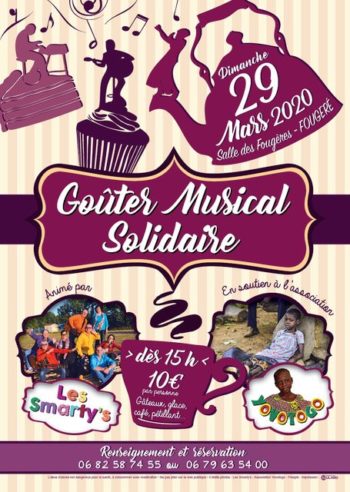 Dimanche
29
Mars 2020
Salle des Fougères - FOUGERÉ
Goûter Musical
Solidaire
Animé par
En soutien à l'association
Les
Smarty's
> dès 15 h <
10€
par personne
Gâteaux, glace,
café, pétillant
YOVOTOGO
Renseignement et réservation
06 82 58 74 55 ou 06 79 63 54 00